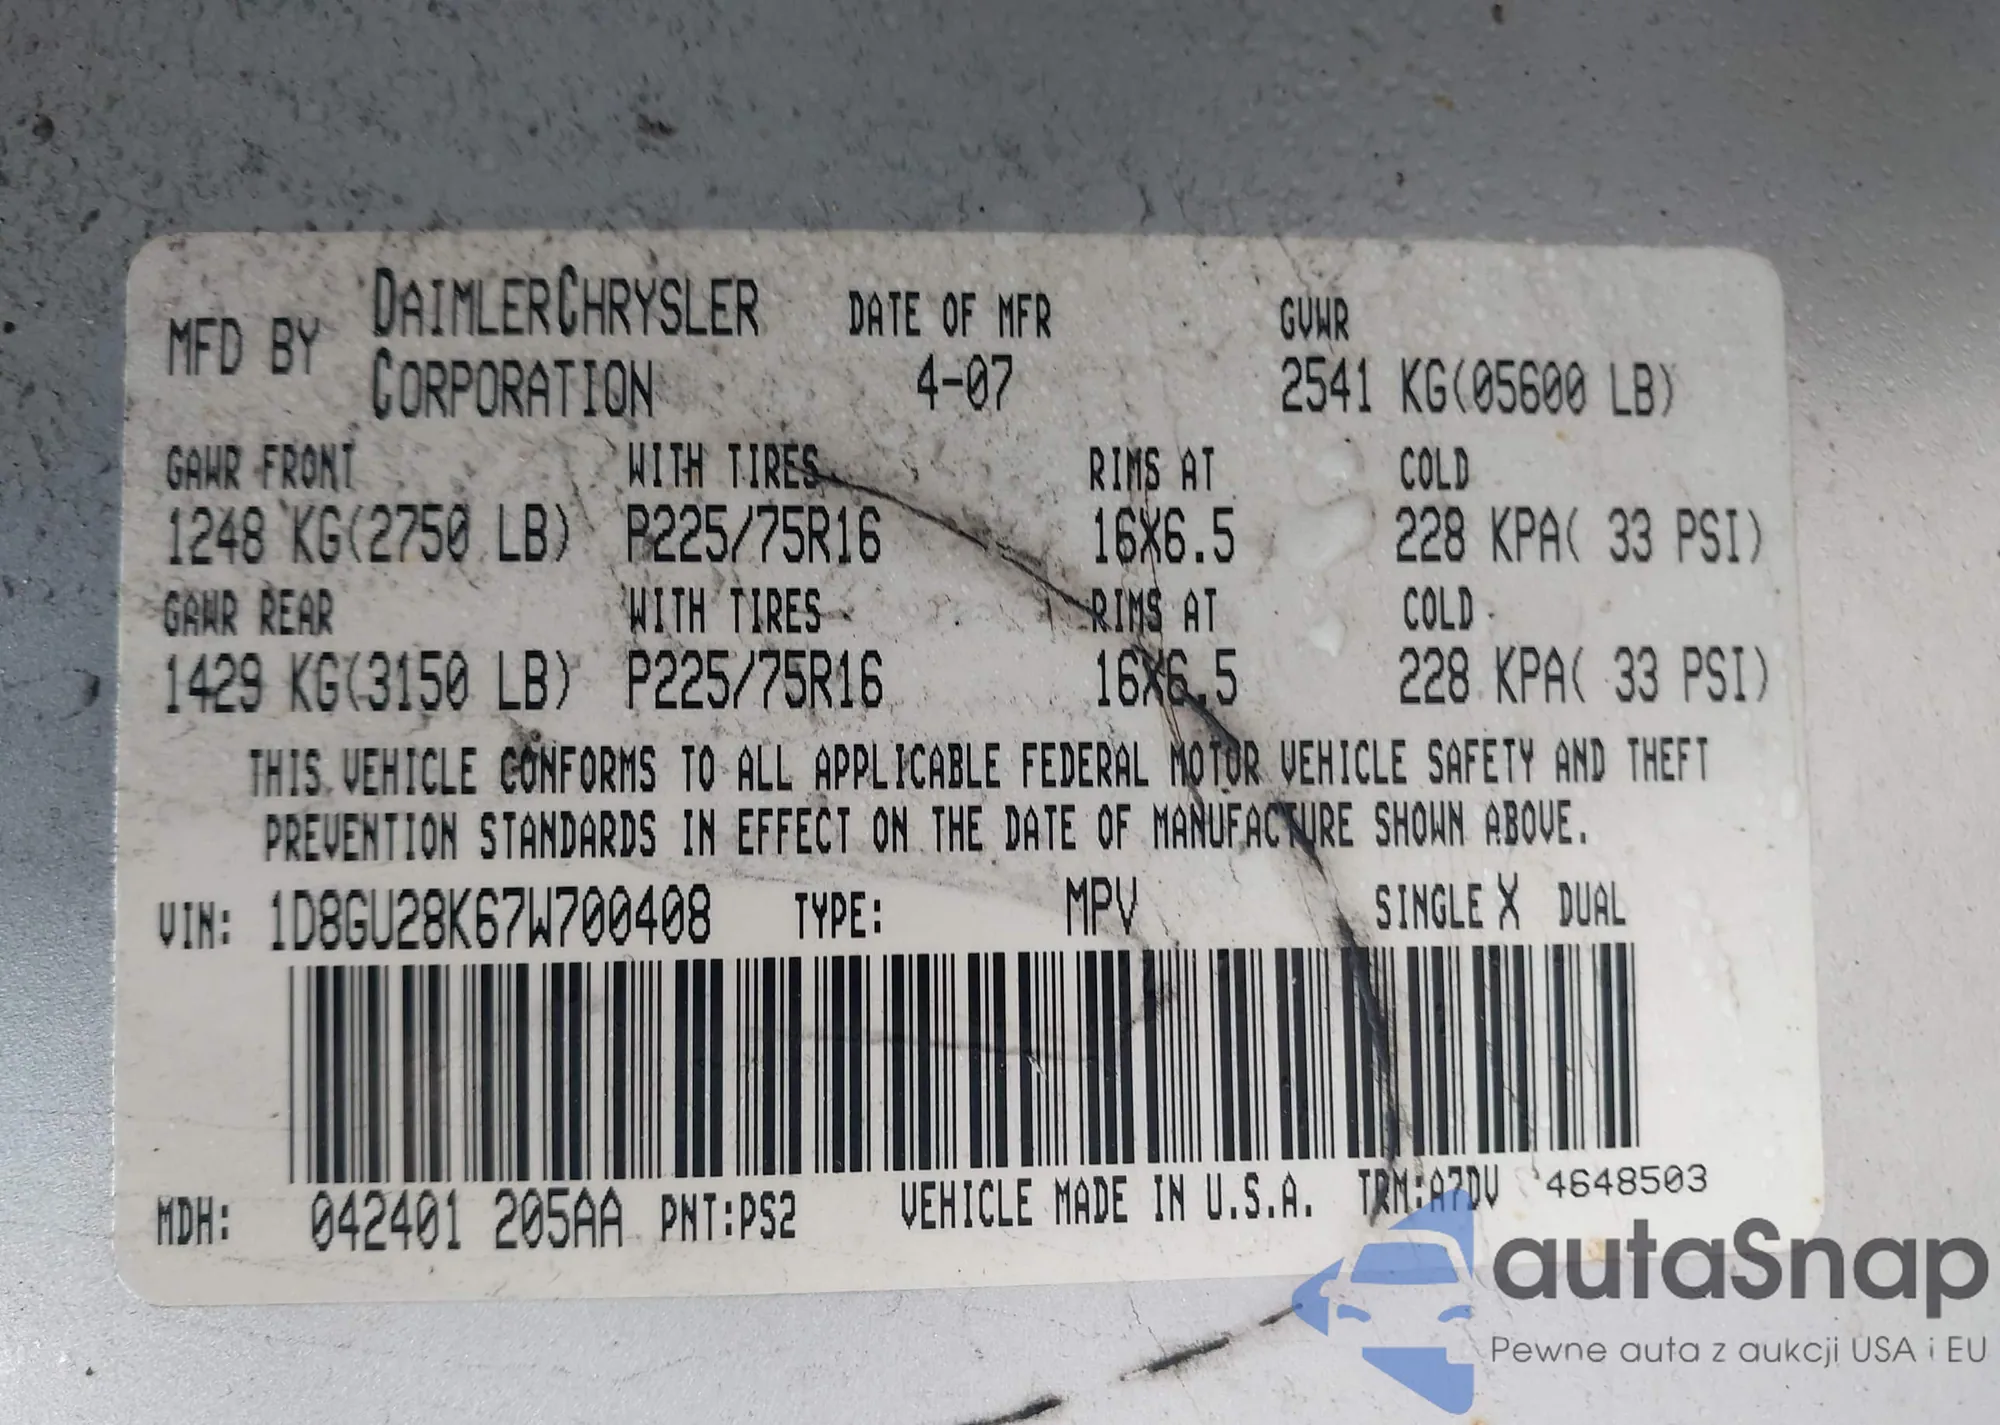 MFD BY DAIMLERCHRYSLER CORPORATION DATE OF MFR GVWR
4-07 2541 KG(05600 LB)
GAWR FRONT WITH TIRES RIMS AT COLD
1248 KG(2750 LB) P225/75R16 16X6.5 228 KPA( 33 PSI)
GAWR REAR WITH TIRES RIMS AT COLD
1429 KG(3150 LB) P225/75R16 16X6.5 228 KPA( 33 PSI)
THIS VEHICLE CONFORMS TO ALL APPLICABLE FEDERAL MOTOR VEHICLE SAFETY AND THEFT
PREVENTION STANDARDS IN EFFECT ON THE DATE OF MANUFACTURE SHOWN ABOVE.
VIN: 1D8GU28K67W700408 TYPE: MPV SINGLE X DUAL
MDH: 042401 205AA PNT:PS2 VEHICLE MADE IN U.S.A. TRM:A7DV 4648503
autaSnap
Pewne auta z aukcji USA i EU